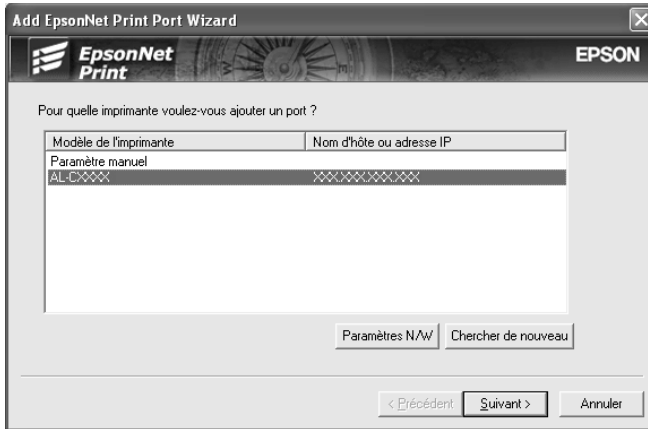 Add EpsonNet Print Port Wizard
EpsonNet
Print
EPSON
Pour quelle imprimante voulez-vous ajouter un port ?
Modèle de l'imprimante Nom d'hôte ou adresse IP
Paramètre manuel
AL-CXXXX XXX.XXX.XXX.XXX
Paramètres N/W Chercher de nouveau
< Précédent Suivant > Annuler